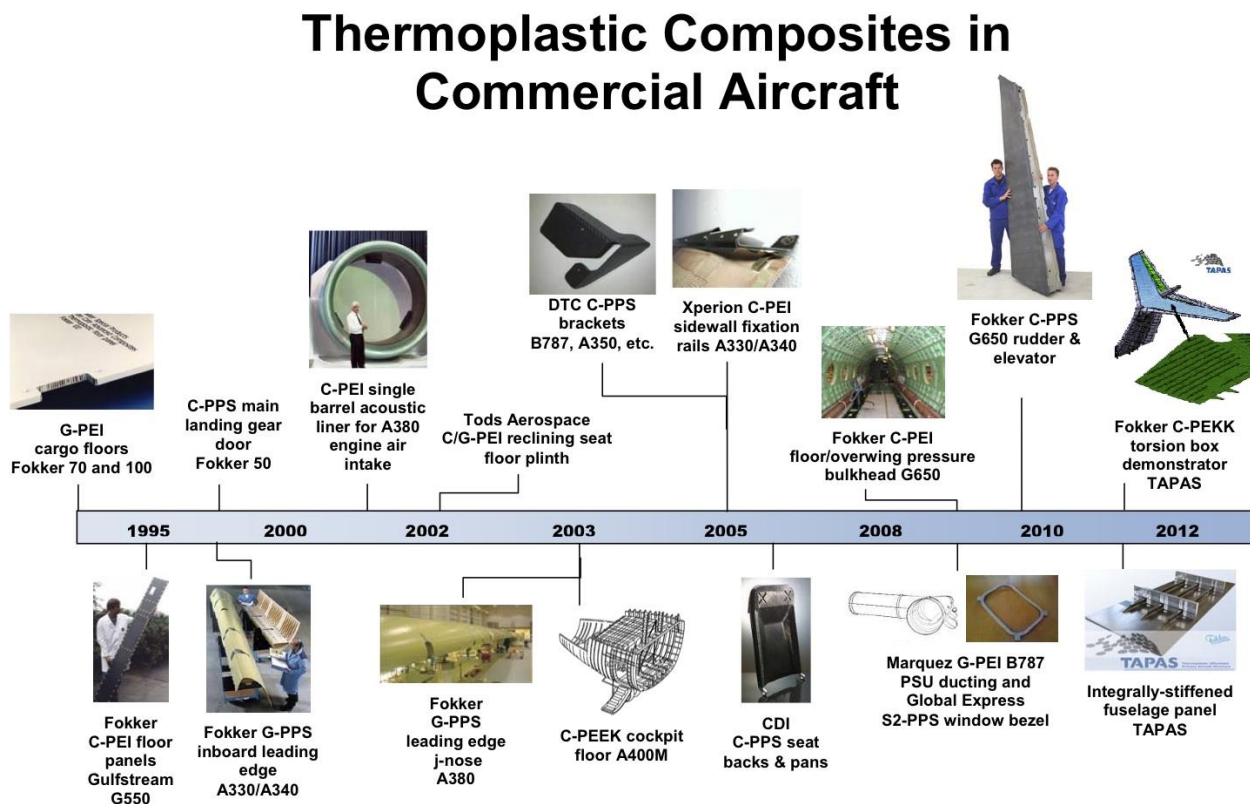 Thermoplastic Composites in
Commercial Aircraft
G-PEI
cargo floors
Fokker 70 and 100
C-PPS main
landing gear
door
Fokker 50
C-PEI single
barrel acoustic
liner for A380
engine air
intake
Tods Aerospace
C/G-PEI reclining seat
floor plinth
DTC C-PPS
brackets
B787, A350, etc.
Xperion C-PEI
sidewall fixation
rails A330/A340
Fokker C-PEI
floor/overwing pressure
bulkhead G650
Fokker C-PPS
G650 rudder &
elevator
TAPAS
Fokker C-PEKK
torsion box
demonstrator
TAPAS
1995
2000
2002
2003
2005
2008
2010
2012
Fokker
C-PEI floor
panels
Gulfstream
G550
Fokker G-PPS
inboard leading
edge
A330/A340
Fokker
G-PPS
leading edge
j-nose
A380
C-PEEK cockpit
floor A400M
CDI
C-PPS seat
backs & pans
Marquez G-PEI B787
PSU ducting and
Global Express
S2-PPS window bezel
TAPAS
Integrally-stiffened
fuselage panel
TAPAS